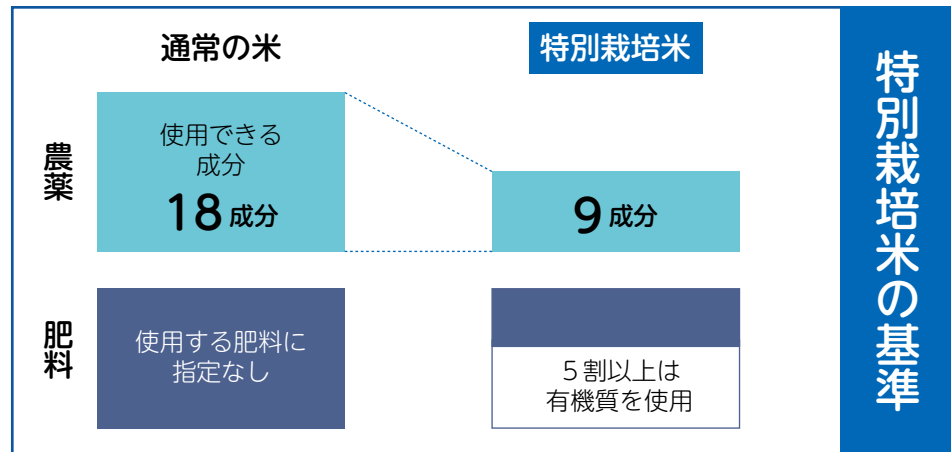 通常の米
特別栽培米
農薬
使用できる
成分
18成分
9成分
肥料
使用する肥料に
指定なし
５割以上は
有機質を使用
特別栽培米の基準